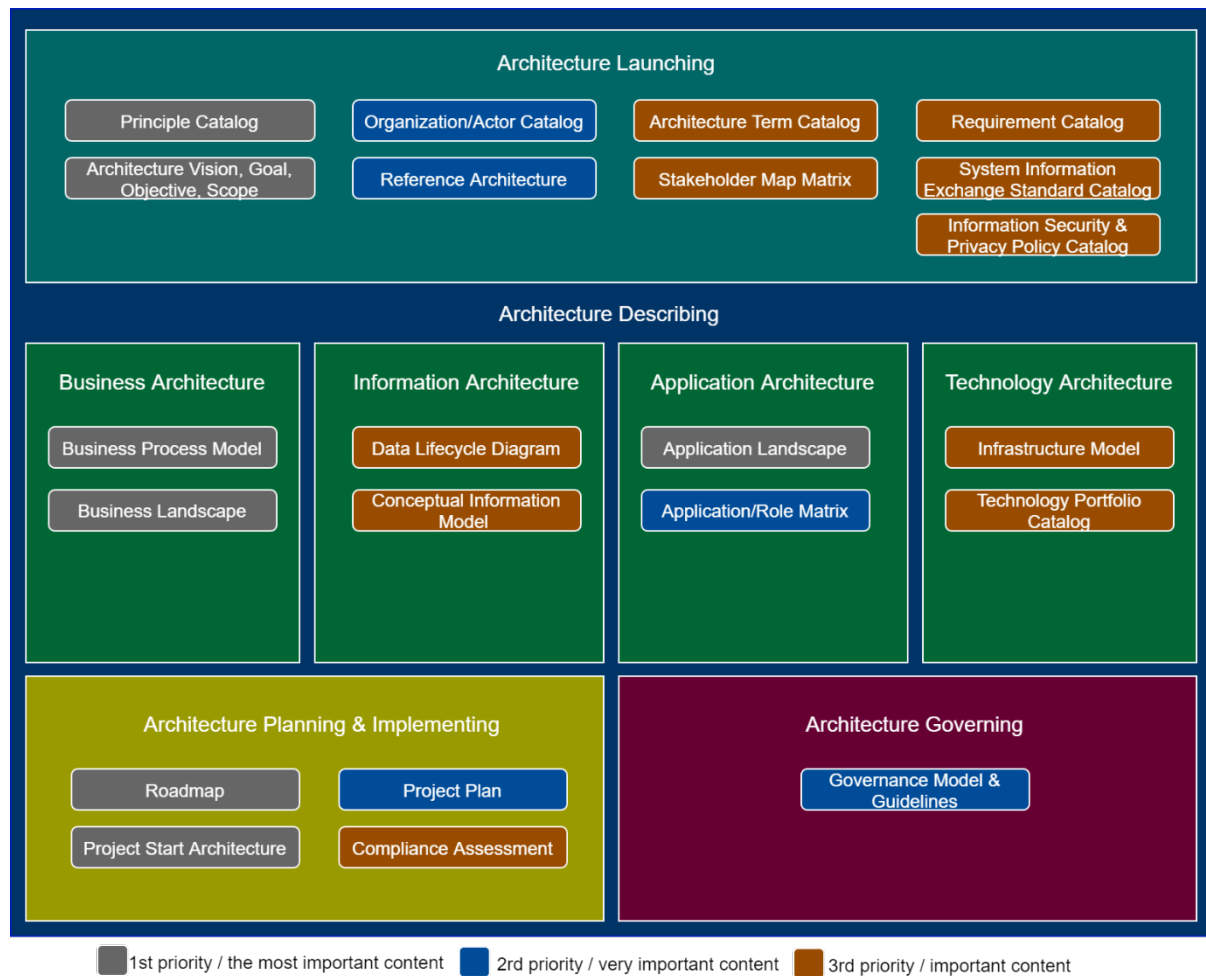 Architecture Launching
Principle Catalog
Organization/Actor Catalog
Architecture Term Catalog
Requirement Catalog
Architecture Vision, Goal,
Objective, Scope
Reference Architecture
Stakeholder Map Matrix
System Information
Exchange Standard Catalog
Information Security &
Privacy Policy Catalog
Architecture Describing
Business Architecture
Business Process Model
Business Landscape
Information Architecture
Data Lifecycle Diagram
Conceptual Information
Model
Application Architecture
Application Landscape
Application/Role Matrix
Technology Architecture
Infrastructure Model
Technology Portfolio
Catalog
Architecture Planning & Implementing
Roadmap
Project Plan
Project Start Architecture
Compliance Assessment
Architecture Governing
Governance Model &
Guidelines
1st priority / the most important content
2rd priority / very important content
3rd priority / important content